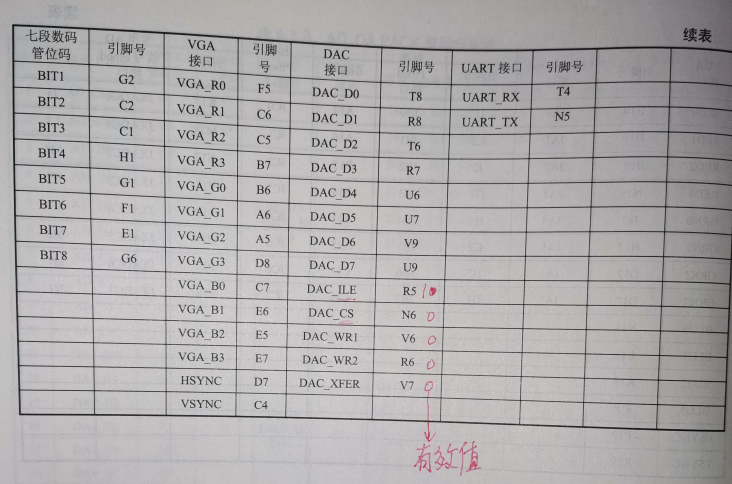 续表
七段数码管位码 引脚号 VGA接口 引脚号 DAC接口 引脚号 UART接口 引脚号
BIT1 G2 VGA_R0 F5 DAC_D0 T8 UART_RX T4
BIT2 C2 VGA_R1 C6 DAC_D1 R8 UART_TX N5
BIT3 C1 VGA_R2 C5 DAC_D2 T6
BIT4 H1 VGA_R3 B7 DAC_D3 R7
BIT5 G1 VGA_G0 B6 DAC_D4 U6
BIT6 F1 VGA_G1 A6 DAC_D5 U7
BIT7 E1 VGA_G2 A5 DAC_D6 V9
BIT8 G6 VGA_G3 D8 DAC_D7 U9
VGA_B0 C7 DAC_ILE R5 1
VGA_B1 E6 DAC_CS N6 0
VGA_B2 E5 DAC_WR1 V6 0
VGA_B3 E7 DAC_WR2 R6 0
HSYNC D7 DAC_XFER V7 0
VSYNC C4
有效值